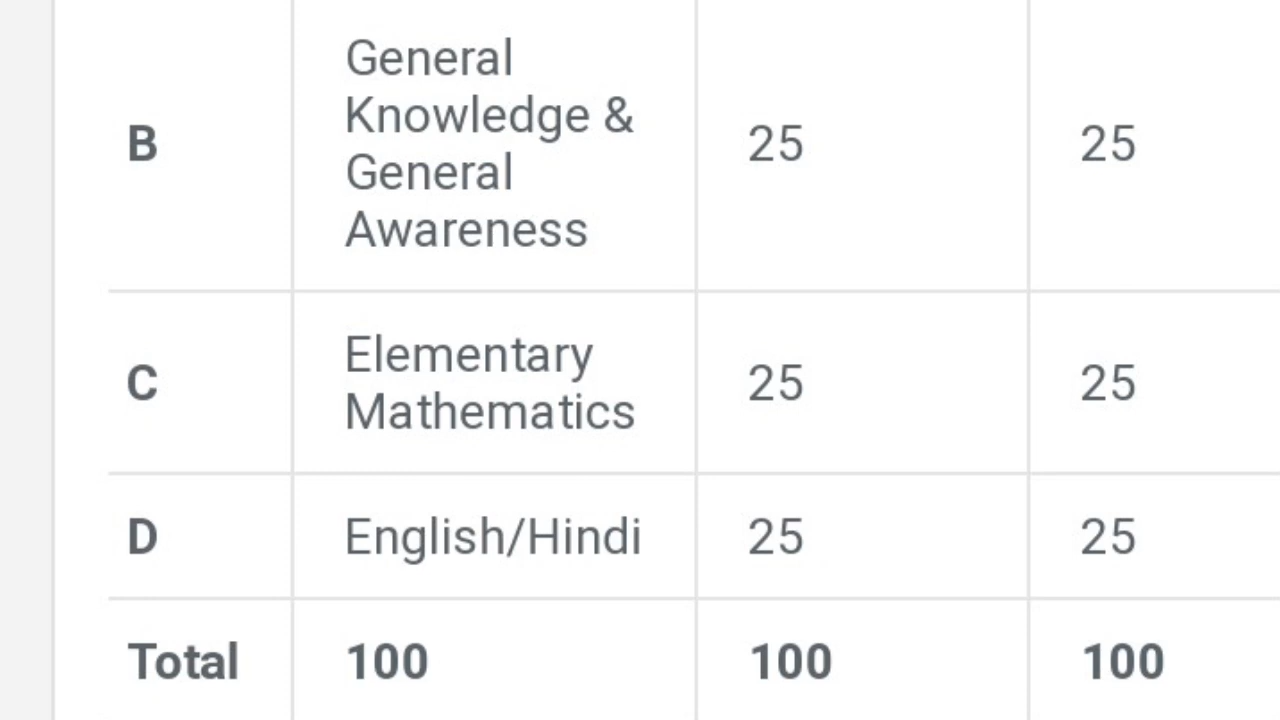 General
Knowledge &
B General 25 25
Awareness
Elementary
C Mathematics 25 25
D English/Hindi 25 25
Total 100 100 100